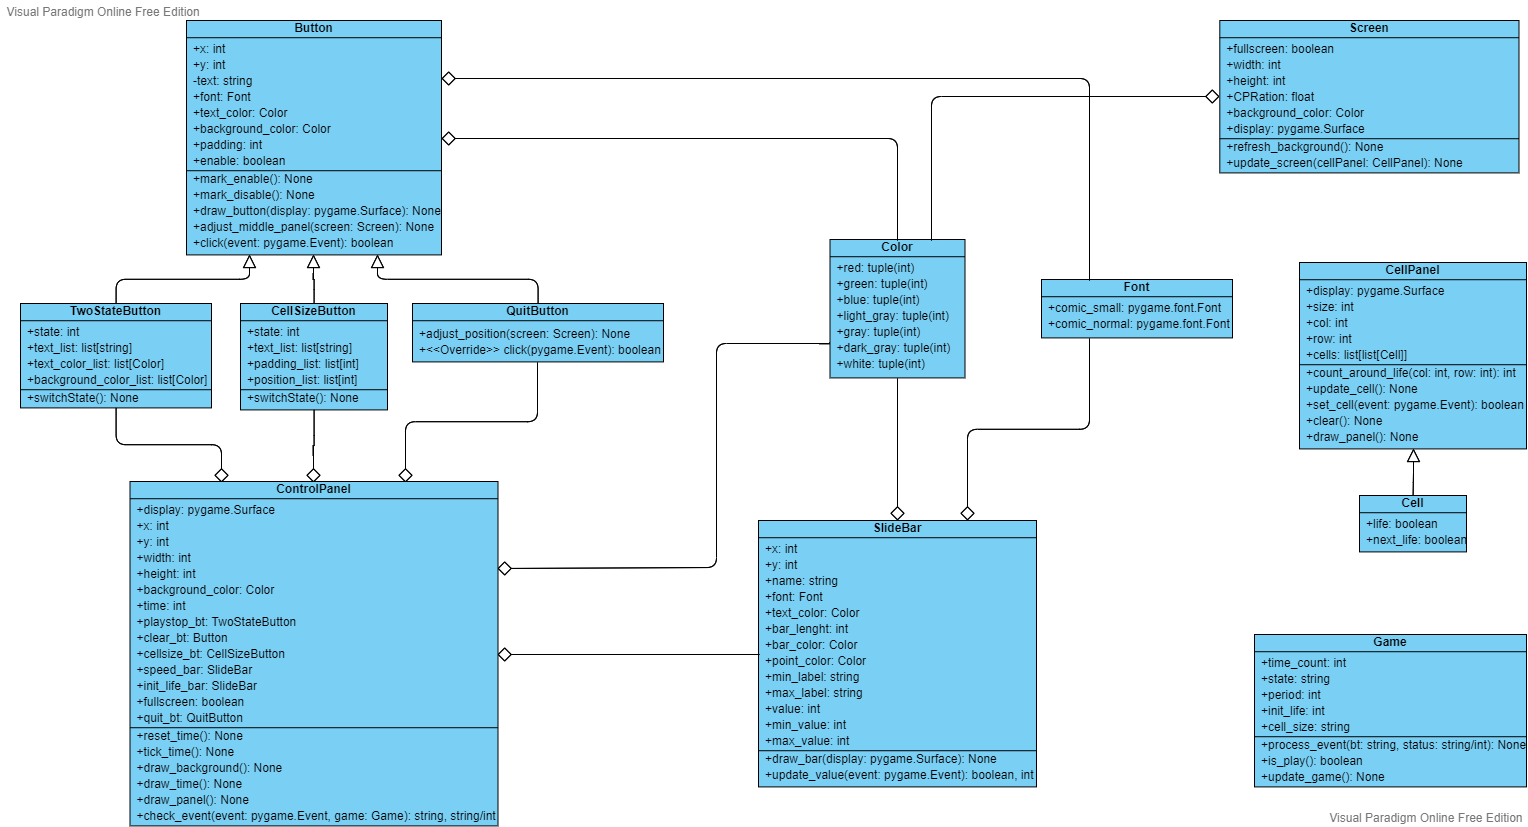 Visual Paradigm Online Free Edition
Button
+x: int
+y: int
-text: string
+font: Font
+text_color: Color
+background_color: Color
+padding: int
+enable: boolean
+mark_enable(): None
+mark_disable(): None
+draw_button(display: pygame.Surface): None
+adjust_middle_panel(screen: Screen): None
+click(event: pygame.Event): boolean
Screen
+fullscreen: boolean
+width: int
+height: int
+CPRation: float
+background_color: Color
+display: pygame.Surface
+refresh_background(): None
+update_screen(cellPanel: CellPanel): None
Color
+red: tuple(int)
+green: tuple(int)
+blue: tuple(int)
+light_gray: tuple(int)
+gray: tuple(int)
+dark_gray: tuple(int)
+white: tuple(int)
Font
+comic_small: pygame.font.Font
+comic_normal: pygame.font.Font
CellPanel
+display: pygame.Surface
+size: int
+col: int
+row: int
+cells: list[list[Cell]]
+count_around_life(col: int, row: int): int
+update_cell(): None
+set_cell(event: pygame.Event): boolean
+clear(): None
+draw_panel(): None
TwoStateButton
+state: int
+text_list: list[string]
+text_color_list: list[Color]
+background_color_list: list[Color]
+switchState(): None
CellSizeButton
+state: int
+text_list: list[string]
+padding_list: list[int]
+position_list: list[int]
+switchState(): None
QuitButton
+adjust_position(screen: Screen): None
+<<Override>> click(pygame.Event): boolean
ControlPanel
+display: pygame.Surface
+x: int
+y: int
+width: int
+height: int
+background_color: Color
+time: int
+playstop_bt: TwoStateButton
+clear_bt: Button
+cellsize_bt: CellSizeButton
+speed_bar: SlideBar
+init_life_bar: SlideBar
+fullscreen: boolean
+quit_bt: QuitButton
+reset_time(): None
+tick_time(): None
+draw_background(): None
+draw_time(): None
+draw_panel(): None
+check_event(event: pygame.Event, game: Game): string, string/int
SlideBar
+x: int
+y: int
+name: string
+font: Font
+text_color: Color
+bar_lenght: int
+bar_color: Color
+point_color: Color
+min_label: string
+max_label: string
+value: int
+min_value: int
+max_value: int
+draw_bar(display: pygame.Surface): None
+update_value(event: pygame.Event): boolean, int
Cell
+life: boolean
+next_life: boolean
Game
+time_count: int
+state: string
+period: int
+init_life: int
+cell_size: string
+process_event(bt: string, status: string/int): None
+is_play(): boolean
+update_game(): None
Visual Paradigm Online Free Edition